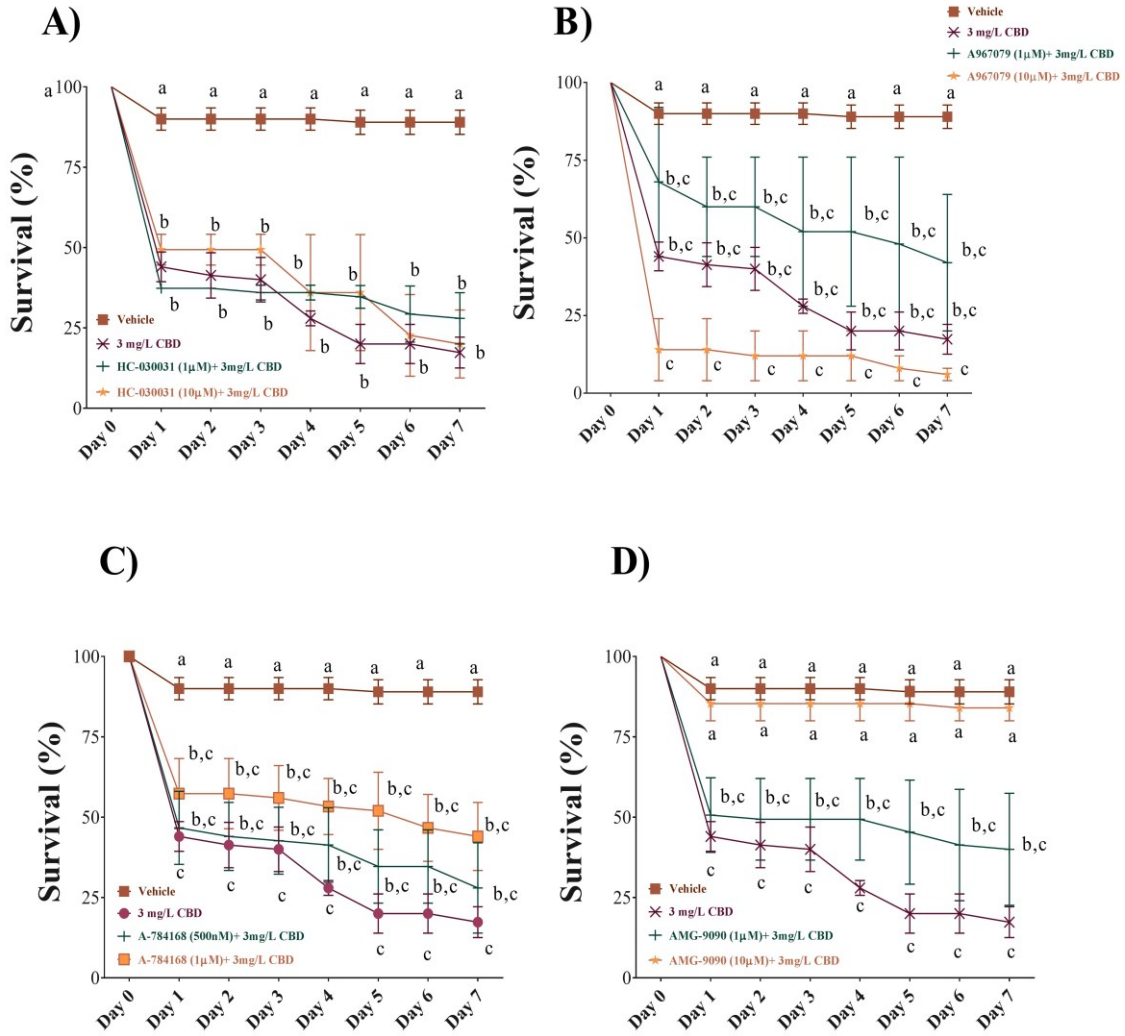 A)
B)
Vehicle
3 mg/L CBD
A967079 (1μM)+ 3mg/L CBD
A967079 (10μM)+ 3mg/L CBD
a 100 a a a a a a a
75
50
25
0
Survival (%)
b b b b b b b
b b b b b b
Vehicle
3 mg/L CBD
HC-030031 (1μM)+ 3mg/L CBD
HC-030031 (10μM)+ 3mg/L CBD
Day 0 Day 1 Day 2 Day 3 Day 4 Day 5 Day 6 Day 7
100 a a a a a a a
75
50
25
0
Survival (%)
b,c b,c b,c b,c b,c b,c b,c
b,c b,c b,c b,c b,c b,c b,c
c c c c c c c
Day 0 Day 1 Day 2 Day 3 Day 4 Day 5 Day 6 Day 7
C)
D)
100 a a a a a a a
75
50
25
0
Survival (%)
b,c b,c b,c b,c b,c b,c b,c
b,c b,c b,c b,c b,c b,c b,c
c c c c c c c
Vehicle
3 mg/L CBD
A-784168 (500nM)+ 3mg/L CBD
A-784168 (1μM)+ 3mg/L CBD
Day 0 Day 1 Day 2 Day 3 Day 4 Day 5 Day 6 Day 7
100 a a a a a a a
75
50
25
0
Survival (%)
a a a a a a a
b,c b,c b,c b,c b,c b,c b,c
c c c c c c c
Vehicle
3 mg/L CBD
AMG-9090 (1μM)+ 3mg/L CBD
AMG-9090 (10μM)+ 3mg/L CBD
Day 0 Day 1 Day 2 Day 3 Day 4 Day 5 Day 6 Day 7